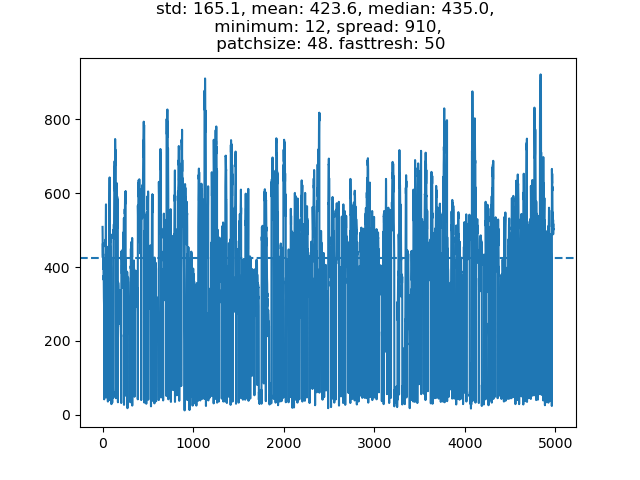 std: 165.1, mean: 423.6, median: 435.0,
minimum: 12, spread: 910,
patchsize: 48. fasttresh: 50
800
600
400
200
0
0 1000 2000 3000 4000 5000